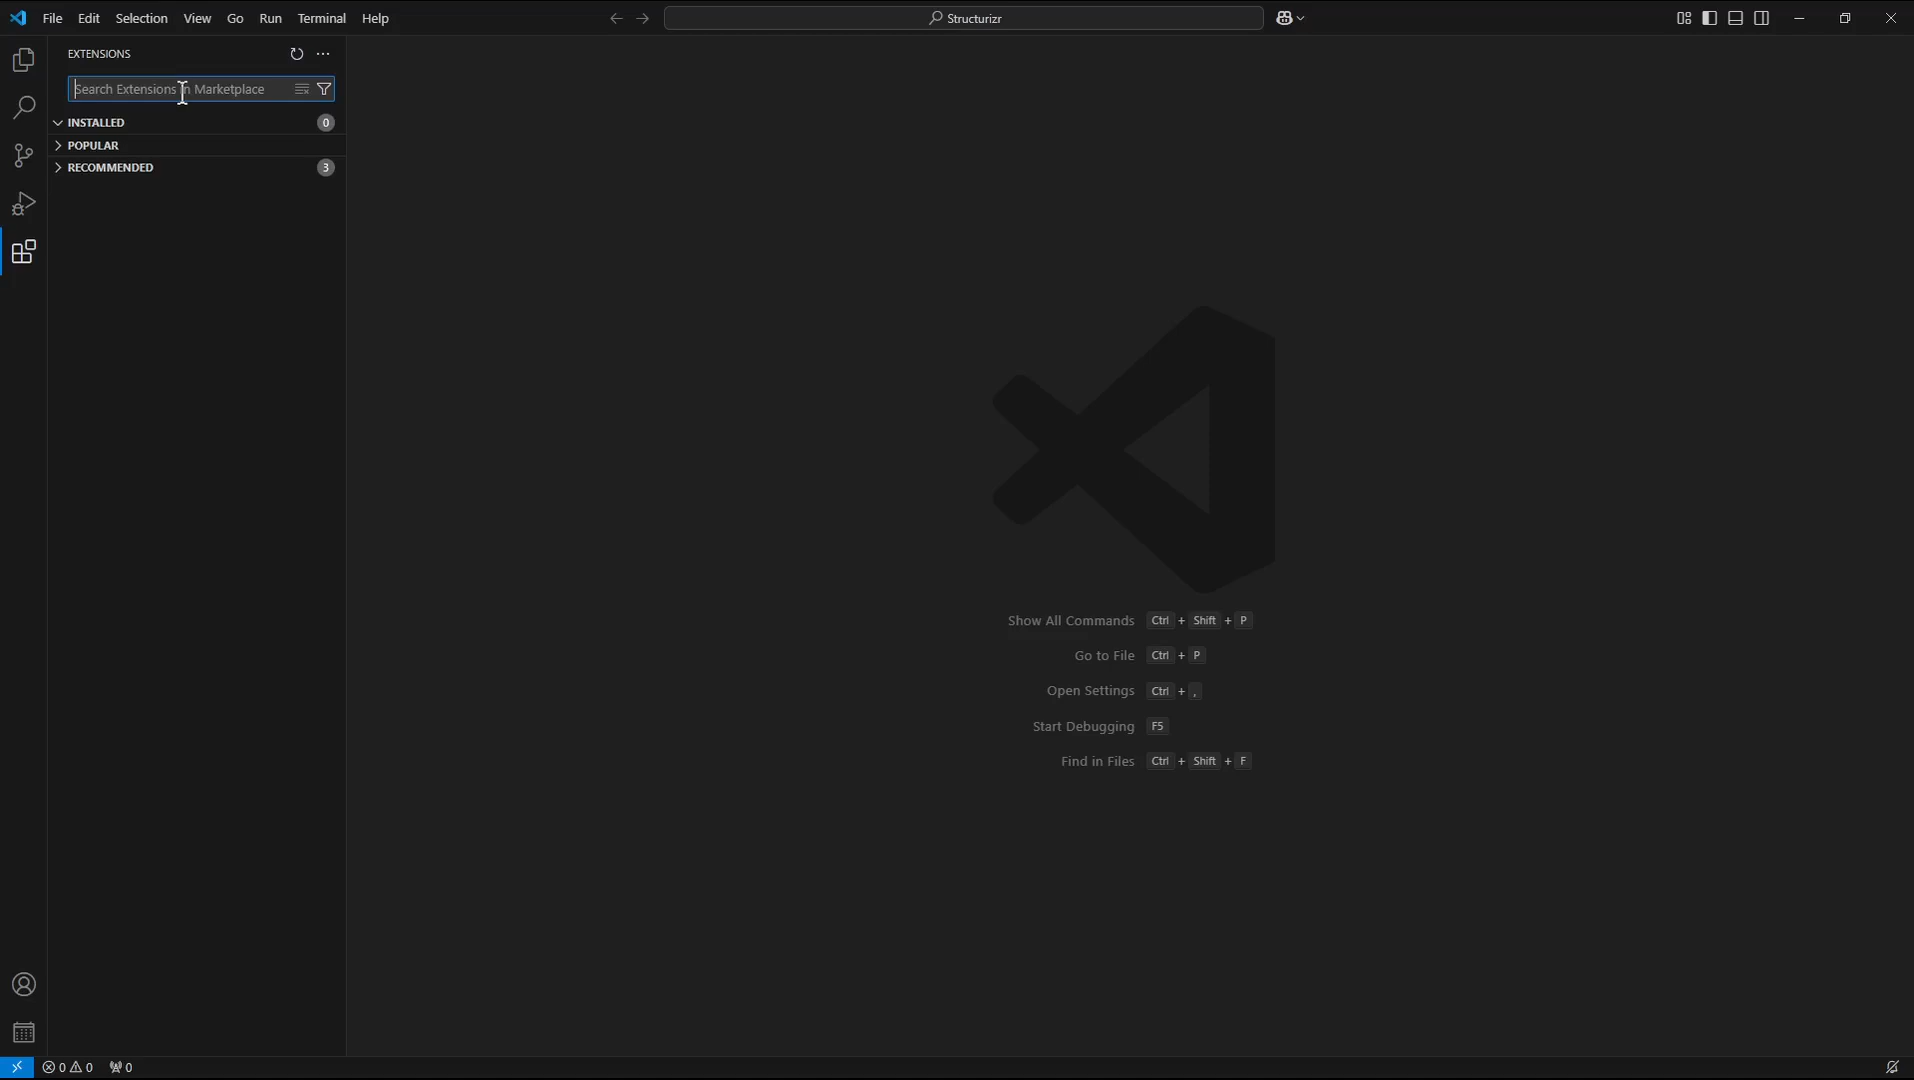 File Edit Selection View Go Run Terminal Help
Structurizr
EXTENSIONS
Search Extensions in Marketplace
INSTALLED 0
POPULAR
RECOMMENDED 3
Show All Commands Ctrl + Shift + P
Go to File Ctrl + P
Open Settings Ctrl + ,
Start Debugging F5
Find in Files Ctrl + Shift + F
0 0 0